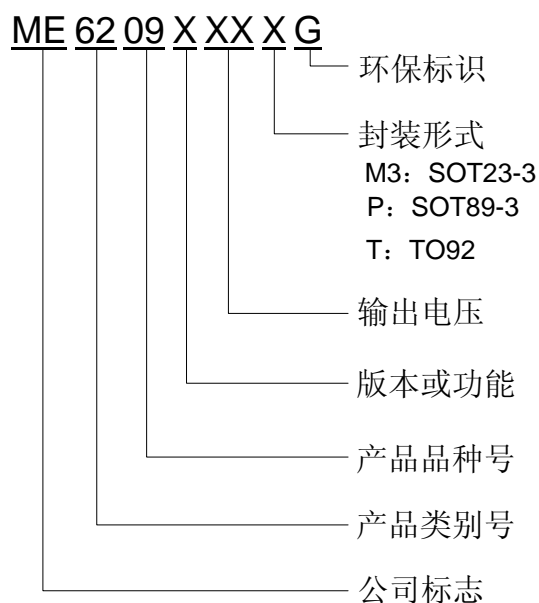 ME 62 09 X XX X G
环保标识
封装形式
M3：SOT23-3
P：SOT89-3
T：TO92
输出电压
版本或功能
产品品种号
产品类别号
公司标志